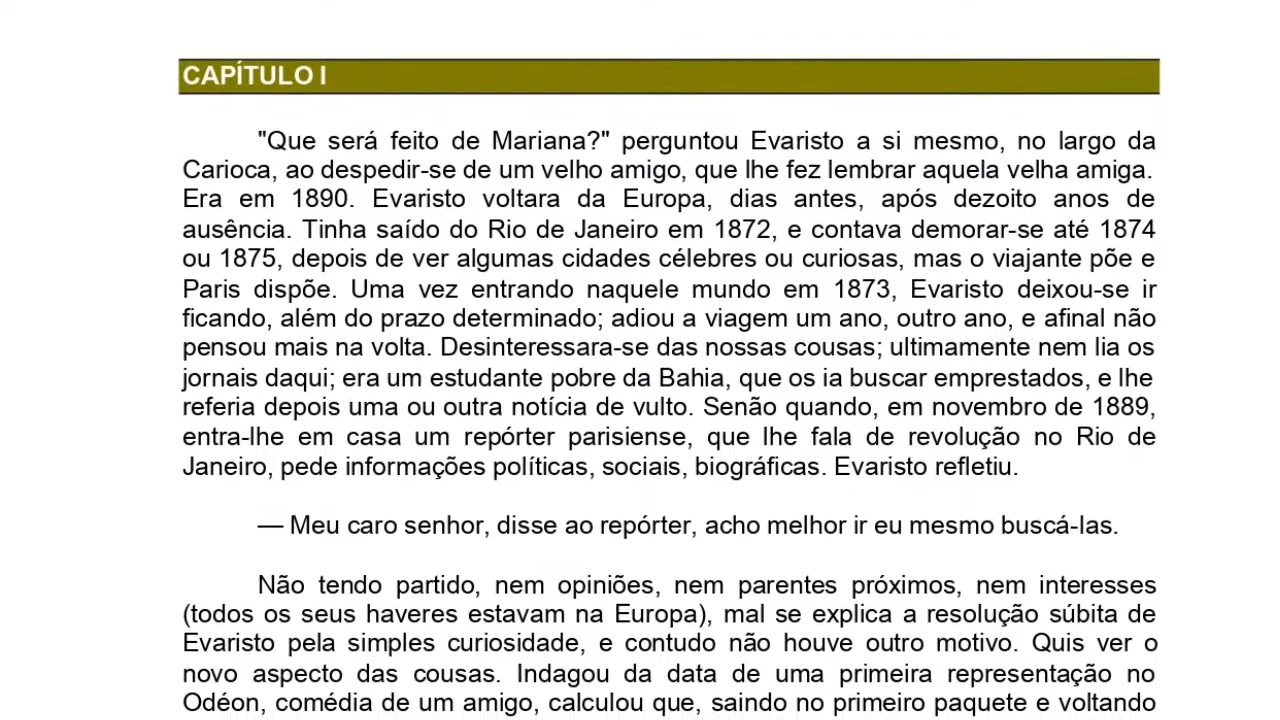 CAPÍTULO I
"Que será feito de Mariana?" perguntou Evaristo a si mesmo, no largo da
Carioca, ao despedir-se de um velho amigo, que lhe fez lembrar aquela velha amiga.
Era em 1890. Evaristo voltara da Europa, dias antes, após dezoito anos de
ausência. Tinha saído do Rio de Janeiro em 1872, e contava demorar-se até 1874
ou 1875, depois de ver algumas cidades célebres ou curiosas, mas o viajante põe e
Paris dispõe. Uma vez entrando naquele mundo em 1873, Evaristo deixou-se ir
ficando, além do prazo determinado; adiou a viagem um ano, outro ano, e afinal não
pensou mais na volta. Desinteressara-se das nossas cousas; ultimamente nem lia os
jornais daqui; era um estudante pobre da Bahia, que os ia buscar emprestados, e lhe
referia depois uma ou outra notícia de vulto. Senão quando, em novembro de 1889,
entra-lhe em casa um repórter parisiense, que lhe fala de revolução no Rio de
Janeiro, pede informações políticas, sociais, biográficas. Evaristo refletiu.
— Meu caro senhor, disse ao repórter, acho melhor ir eu mesmo buscá-las.
Não tendo partido, nem opiniões, nem parentes próximos, nem interesses
(todos os seus haveres estavam na Europa), mal se explica a resolução súbita de
Evaristo pela simples curiosidade, e contudo não houve outro motivo. Quis ver o
novo aspecto das cousas. Indagou da data de uma primeira representação no
Odéon, comédia de um amigo, calculou que, saindo no primeiro paquete e voltando